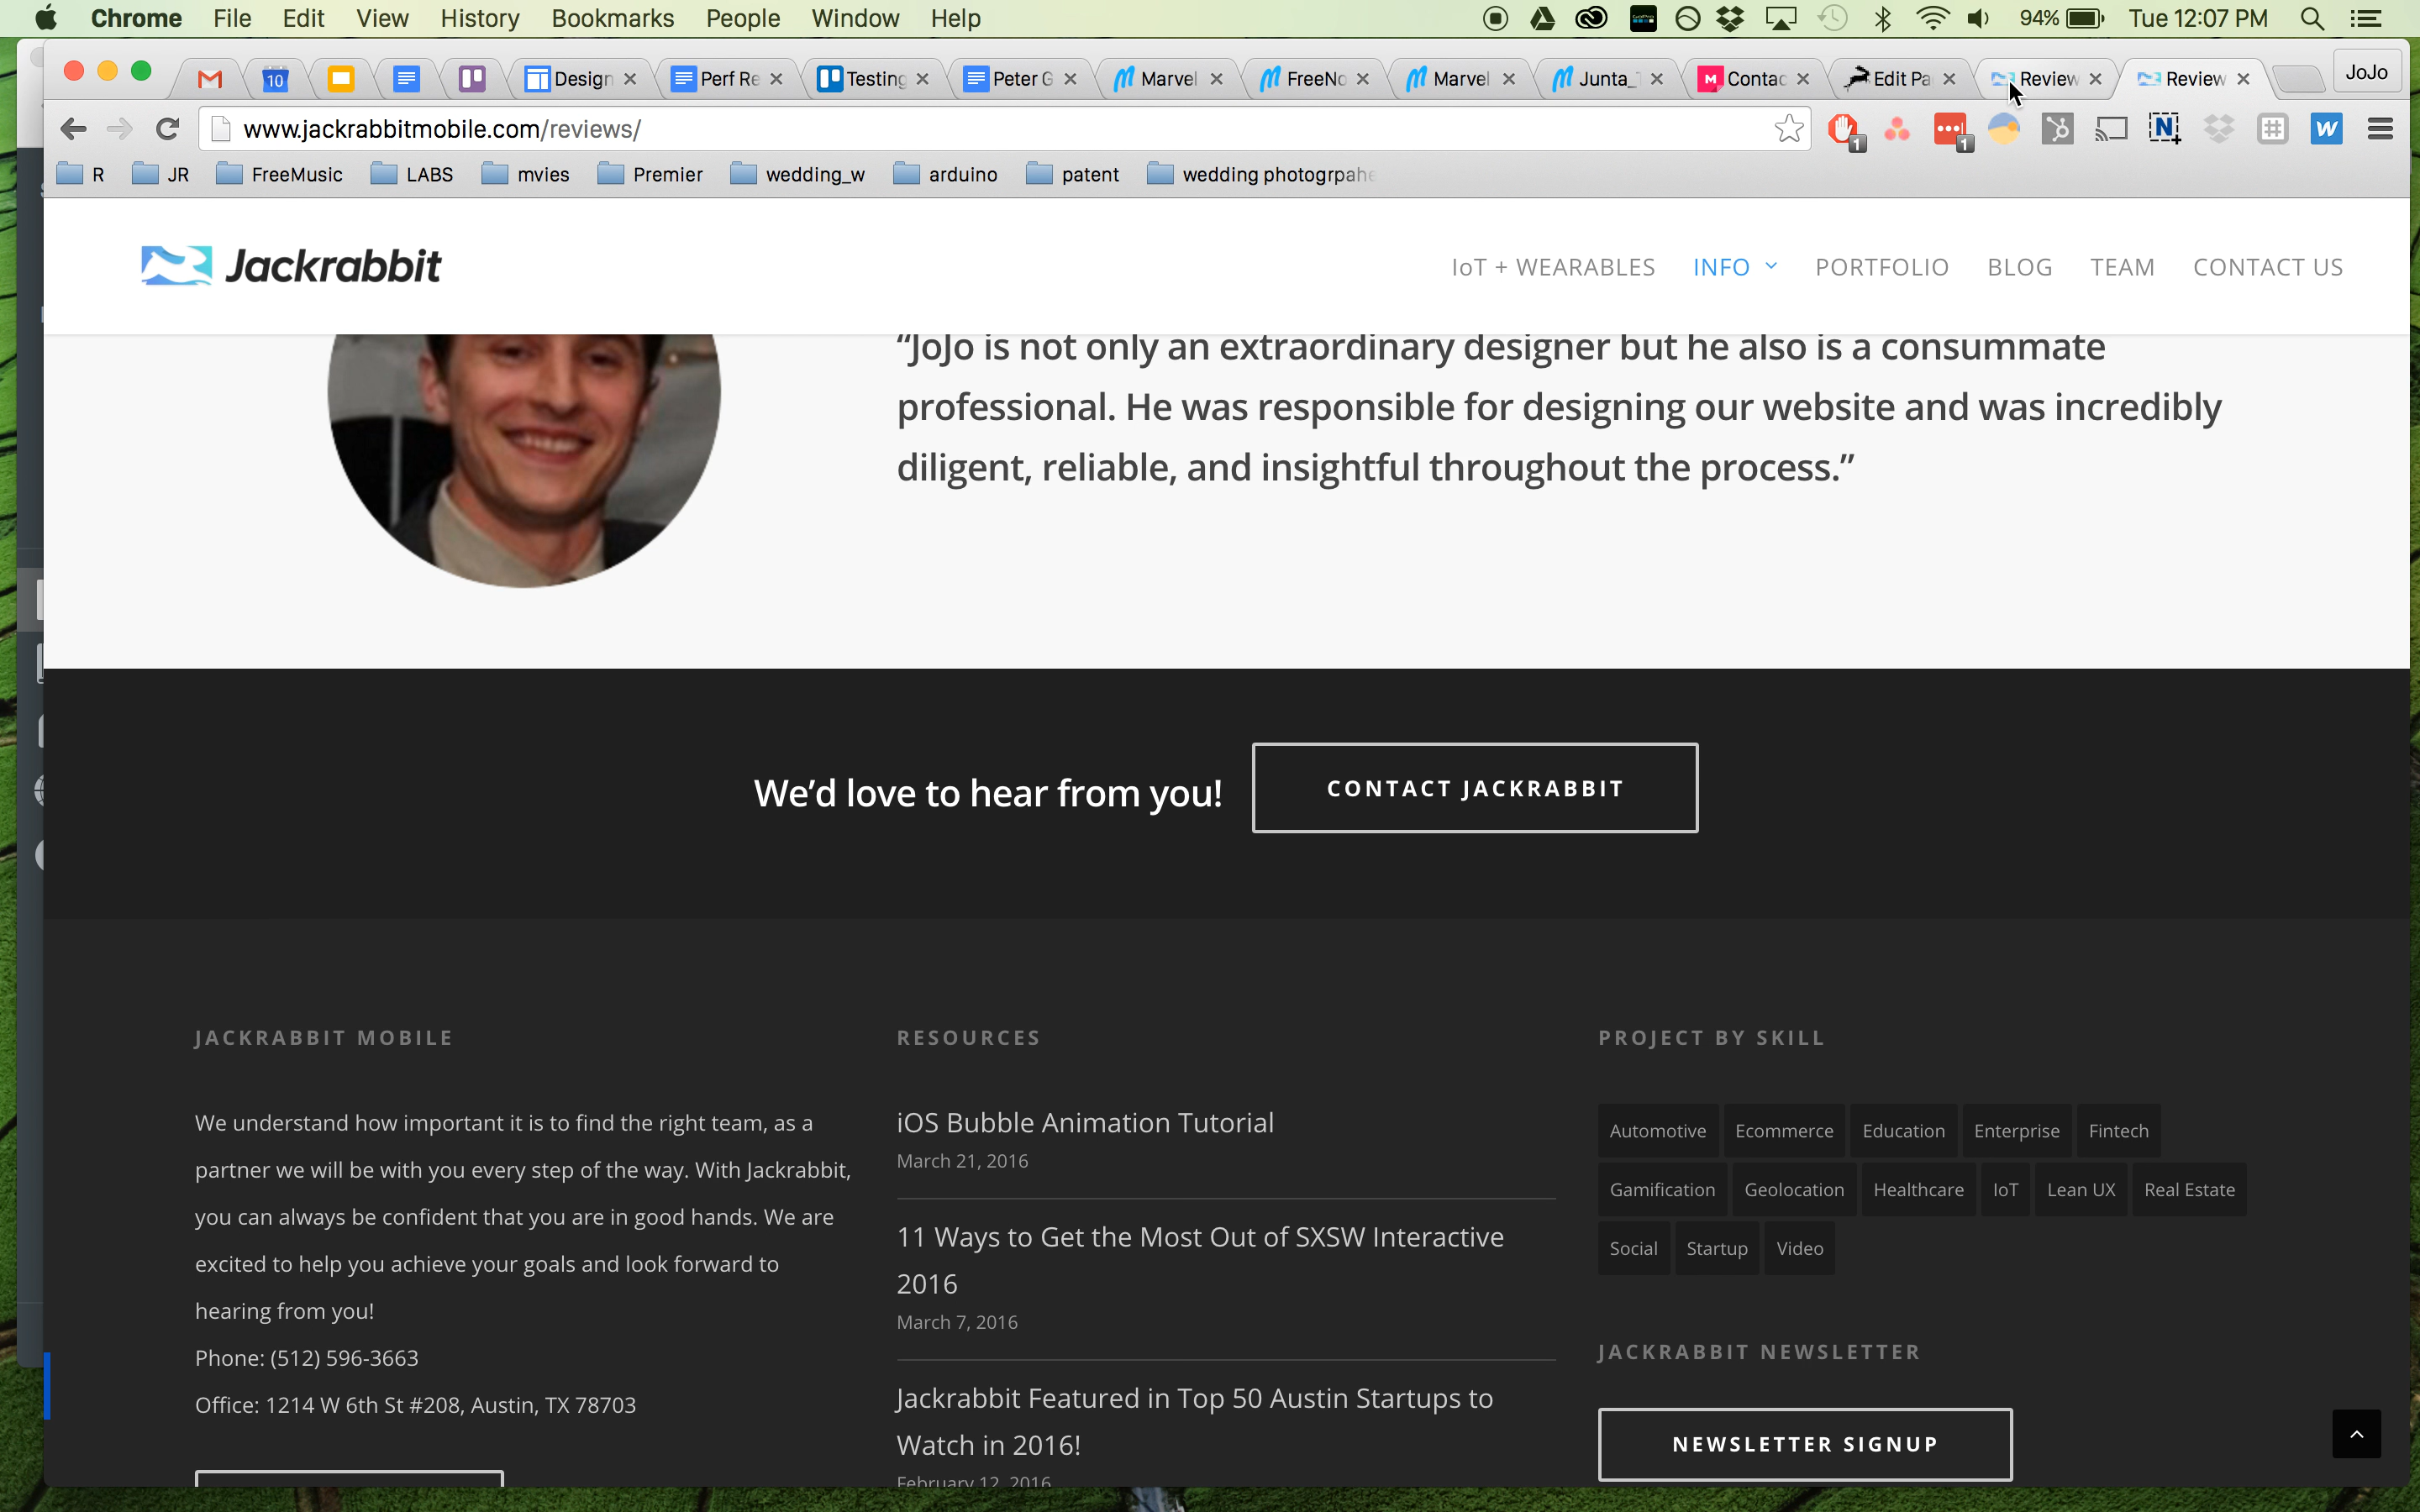 Chrome File Edit View History Bookmarks People Window Help 94% Tue 12:07 PM
10 Design Perf Re Testing Peter G Marvel FreeNo Marvel Junta_ Contac Edit Pa Review Review JoJo
www.jackrabbitmobile.com/reviews/
R JR FreeMusic LABS mvies Premier wedding_w arduino patent wedding photogrpahe
Jackrabbit IoT + WEARABLES INFO PORTFOLIO BLOG TEAM CONTACT US
“JoJo is not only an extraordinary designer but he also is a consummate
professional. He was responsible for designing our website and was incredibly
diligent, reliable, and insightful throughout the process.”
We’d love to hear from you! CONTACT JACKRABBIT
JACKRABBIT MOBILE
We understand how important it is to find the right team, as a
partner we will be with you every step of the way. With Jackrabbit,
you can always be confident that you are in good hands. We are
excited to help you achieve your goals and look forward to
hearing from you!
Phone: (512) 596-3663
Office: 1214 W 6th St #208, Austin, TX 78703
RESOURCES
iOS Bubble Animation Tutorial
March 21, 2016
11 Ways to Get the Most Out of SXSW Interactive
2016
March 7, 2016
Jackrabbit Featured in Top 50 Austin Startups to
Watch in 2016!
February 12, 2016
PROJECT BY SKILL
Automotive Ecommerce Education Enterprise Fintech
Gamification Geolocation Healthcare IoT Lean UX Real Estate
Social Startup Video
JACKRABBIT NEWSLETTER
NEWSLETTER SIGNUP